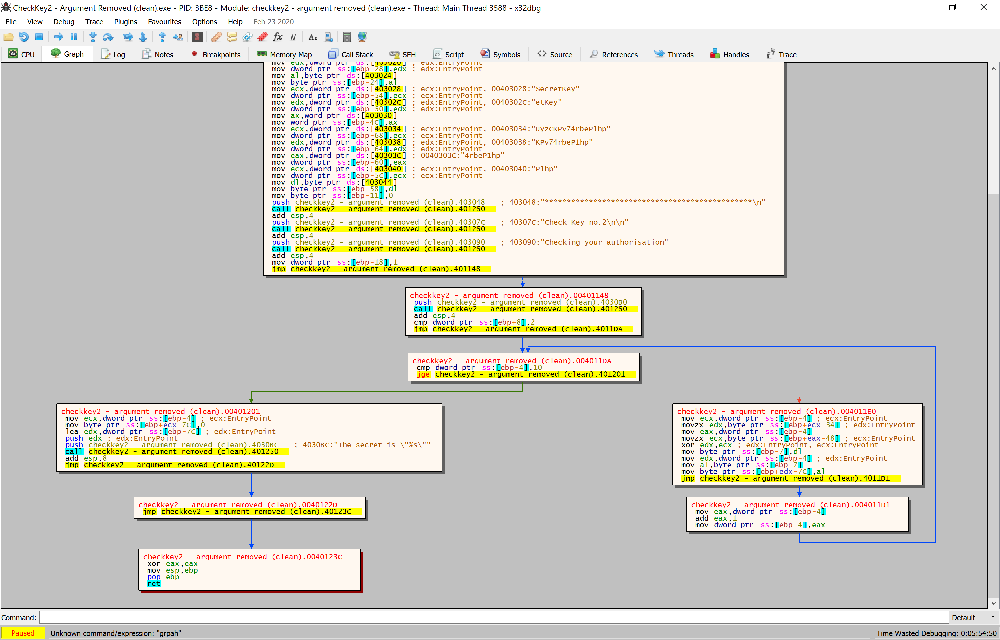 CheckKey2 - Argument Removed (clean).exe - PID: 3BE8 - Module: checkkey2 - argument removed (clean).exe - Thread: Main Thread 3588 - x32dbg
File View Debug Trace Plugins Favourites Options Help Feb 23 2020
CPU Graph Log Notes Breakpoints Memory Map Call Stack SEH Script Symbols Source References Threads Handles Trace
mov edx,dword ptr ds:[403020] ; edx:EntryPoint
mov dword ptr ss:[ebp-28],edx ; edx:EntryPoint
mov al,byte ptr ds:[403024]
mov byte ptr ss:[ebp-24],al
mov ecx,dword ptr ds:[403028] ; ecx:EntryPoint, 00403028:"SecretKey"
mov dword ptr ss:[ebp-54],ecx ; ecx:EntryPoint
mov edx,dword ptr ds:[40302C] ; edx:EntryPoint, 0040302C:"etKey"
mov dword ptr ss:[ebp-50],edx ; edx:EntryPoint
mov ax,word ptr ds:[403030]
mov word ptr ss:[ebp-4C],ax
mov ecx,dword ptr ds:[403034] ; ecx:EntryPoint, 00403034:"UyzCKPv74rbeP1hp"
mov dword ptr ss:[ebp-68],ecx ; ecx:EntryPoint
mov edx,dword ptr ds:[403038] ; edx:EntryPoint, 00403038:"KPv74rbeP1hp"
mov dword ptr ss:[ebp-64],edx ; edx:EntryPoint
mov eax,dword ptr ds:[40303C] ; 0040303C:"4rbeP1hp"
mov dword ptr ss:[ebp-60],eax
mov ecx,dword ptr ds:[403040] ; ecx:EntryPoint, 00403040:"P1hp"
mov dword ptr ss:[ebp-5C],ecx ; ecx:EntryPoint
mov dl,byte ptr ds:[403044]
mov byte ptr ss:[ebp-58],dl
mov byte ptr ss:[ebp-11],0
push checkkey2 - argument removed (clean).403048 ; 403048:"***********************************************\n"
call checkkey2 - argument removed (clean).401250
add esp,4
push checkkey2 - argument removed (clean).40307C ; 40307C:"Check Key no.2\n\n"
call checkkey2 - argument removed (clean).401250
add esp,4
push checkkey2 - argument removed (clean).403090 ; 403090:"Checking your authorisation"
call checkkey2 - argument removed (clean).401250
add esp,4
mov dword ptr ss:[ebp-18],1
jmp checkkey2 - argument removed (clean).401148
checkkey2 - argument removed (clean).00401148
push checkkey2 - argument removed (clean).4030B0
call checkkey2 - argument removed (clean).401250
add esp,4
cmp dword ptr ss:[ebp+8],2
jmp checkkey2 - argument removed (clean).4011DA
checkkey2 - argument removed (clean).004011DA
cmp dword ptr ss:[ebp-4],10
jge checkkey2 - argument removed (clean).401201
checkkey2 - argument removed (clean).00401201
mov ecx,dword ptr ss:[ebp-4] ; ecx:EntryPoint
mov byte ptr ss:[ebp+ecx-7C],0
lea edx,dword ptr ss:[ebp-7C] ; edx:EntryPoint
push edx ; edx:EntryPoint
push checkkey2 - argument removed (clean).4030BC ; 4030BC:"The secret is \"%s\""
call checkkey2 - argument removed (clean).401250
add esp,8
jmp checkkey2 - argument removed (clean).40122D
checkkey2 - argument removed (clean).004011E0
mov ecx,dword ptr ss:[ebp-4] ; ecx:EntryPoint
movzx edx,byte ptr ss:[ebp+ecx-34] ; edx:EntryPoint
mov eax,dword ptr ss:[ebp-4]
movzx ecx,byte ptr ss:[ebp+eax-48] ; ecx:EntryPoint
xor edx,ecx ; edx:EntryPoint, ecx:EntryPoint
mov byte ptr ss:[ebp-7],dl
mov edx,dword ptr ss:[ebp-4] ; edx:EntryPoint
mov al,byte ptr ss:[ebp-7]
mov byte ptr ss:[ebp+edx-7C],al
jmp checkkey2 - argument removed (clean).4011D1
checkkey2 - argument removed (clean).0040122D
jmp checkkey2 - argument removed (clean).40123C
checkkey2 - argument removed (clean).004011D1
mov eax,dword ptr ss:[ebp-4]
add eax,1
mov dword ptr ss:[ebp-4],eax
checkkey2 - argument removed (clean).0040123C
xor eax,eax
mov esp,ebp
pop ebp
ret
Command: Default
Paused Unknown command/expression: "grpah" Time Wasted Debugging: 0:05:54:50